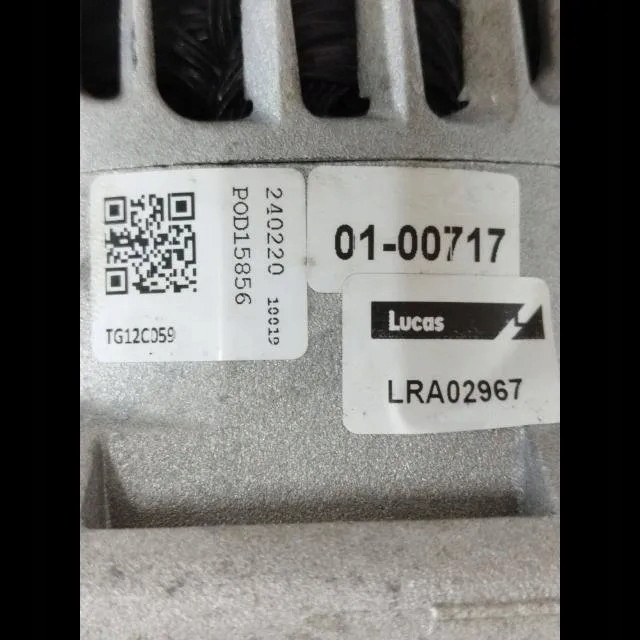 TG12C059
240220 10019
POD15856
01-00717
Lucas
LRA02967